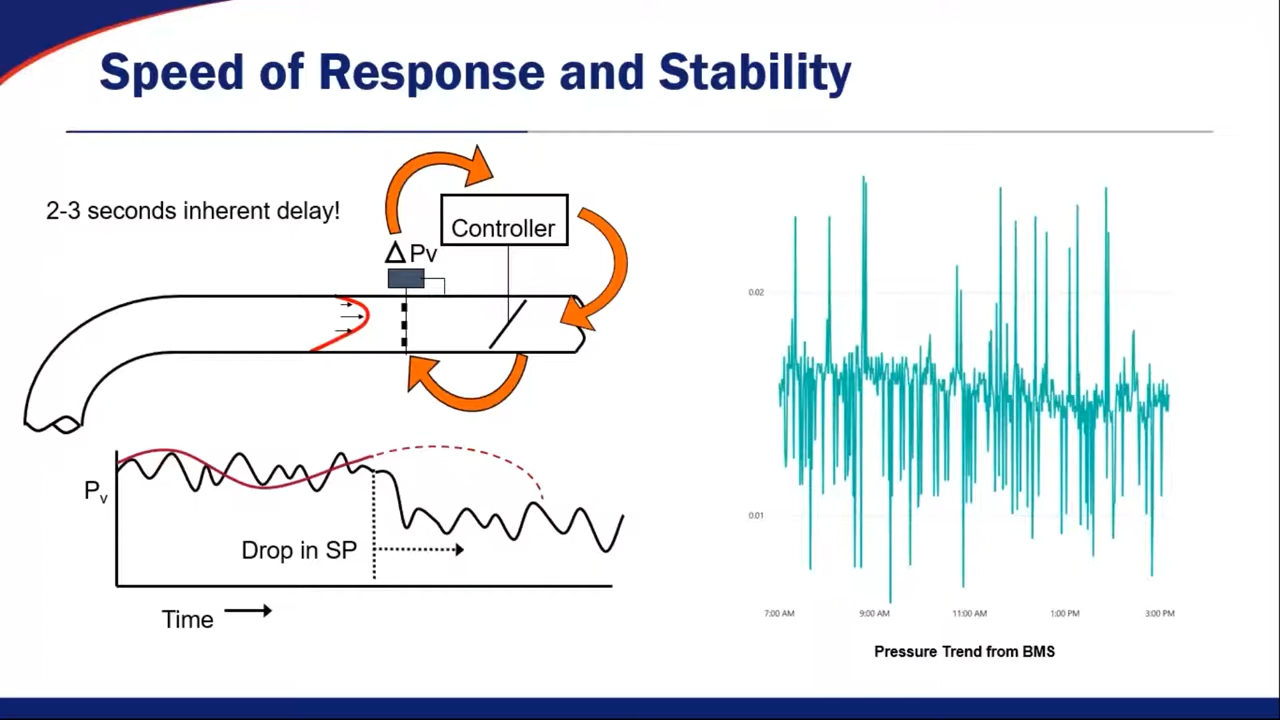 Speed of Response and Stability
2-3 seconds inherent delay!
Controller
Δ Pv
Pv
Drop in SP
Time
0.02
0.01
7:00 AM 9:00 AM 11:00 AM 1:00 PM 3:00 PM
Pressure Trend from BMS